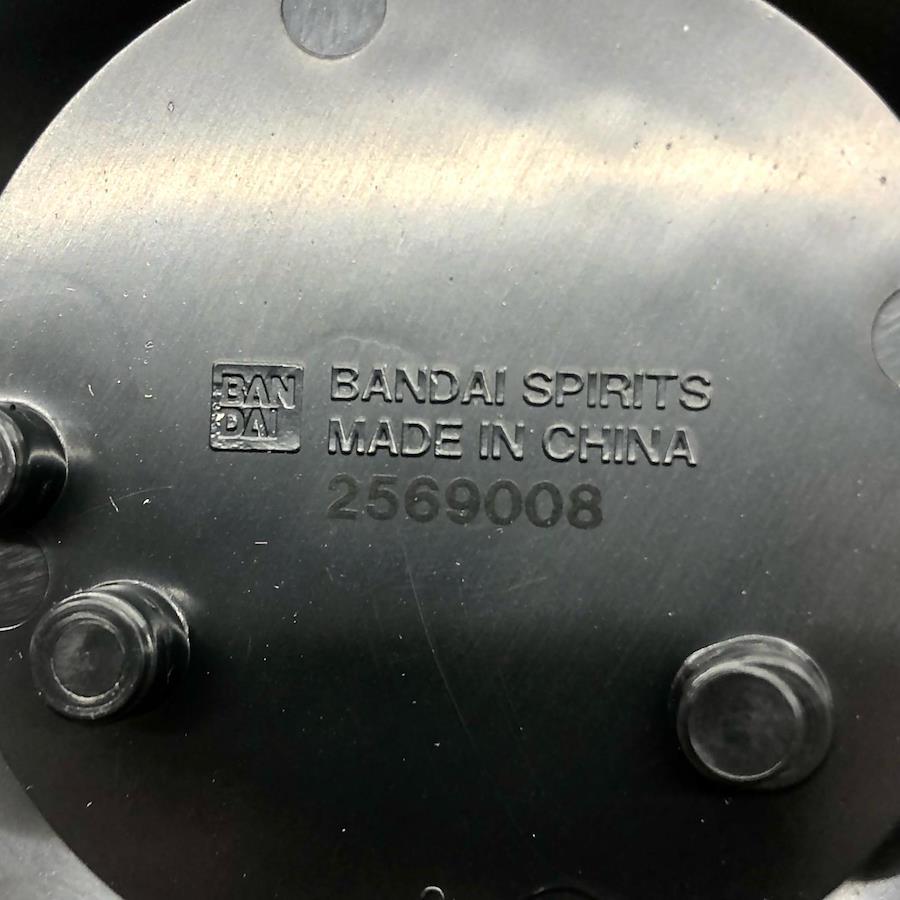 BAN
DAI
BANDAI SPIRITS
MADE IN CHINA
2569008